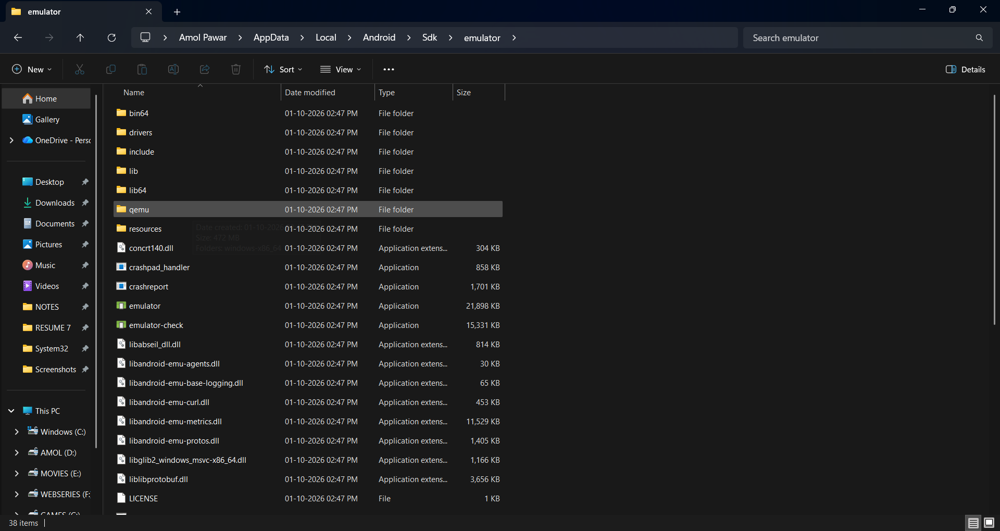 emulator
Amol Pawar > AppData > Local > Android > Sdk > emulator >
Search emulator
New
Sort
View
Details
Name Date modified Type Size
Home
Gallery
OneDrive - Pers
Desktop
Downloads
Documents
Pictures
Music
Videos
NOTES
RESUME 7
System32
Screenshots
This PC
Windows (C:)
AMOL (D:)
MOVIES (E:)
WEBSERIES (F:
GAMES (G:)
bin64 01-10-2026 02:47 PM File folder
drivers 01-10-2026 02:47 PM File folder
include 01-10-2026 02:47 PM File folder
lib 01-10-2026 02:47 PM File folder
lib64 01-10-2026 02:47 PM File folder
qemu 01-10-2026 02:47 PM File folder
resources 01-10-2026 02:47 PM File folder
Date created: 01-10-2026
Size: 472 MB
Folders: windows-x86_64
concrt140.dll 01-10-2026 02:47 PM Application extens... 304 KB
crashpad_handler 01-10-2026 02:47 PM Application 858 KB
crashreport 01-10-2026 02:47 PM Application 1,701 KB
emulator 01-10-2026 02:47 PM Application 21,898 KB
emulator-check 01-10-2026 02:47 PM Application 15,331 KB
libabseil_dll.dll 01-10-2026 02:47 PM Application extens... 814 KB
libandroid-emu-agents.dll 01-10-2026 02:47 PM Application extens... 30 KB
libandroid-emu-base-logging.dll 01-10-2026 02:47 PM Application extens... 65 KB
libandroid-emu-curl.dll 01-10-2026 02:47 PM Application extens... 453 KB
libandroid-emu-metrics.dll 01-10-2026 02:47 PM Application extens... 11,529 KB
libandroid-emu-protos.dll 01-10-2026 02:47 PM Application extens... 1,405 KB
libglib2_windows_msvc-x86_64.dll 01-10-2026 02:47 PM Application extens... 1,166 KB
liblibprotobuf.dll 01-10-2026 02:47 PM Application extens... 3,656 KB
LICENSE 01-10-2026 02:47 PM File 1 KB
38 items